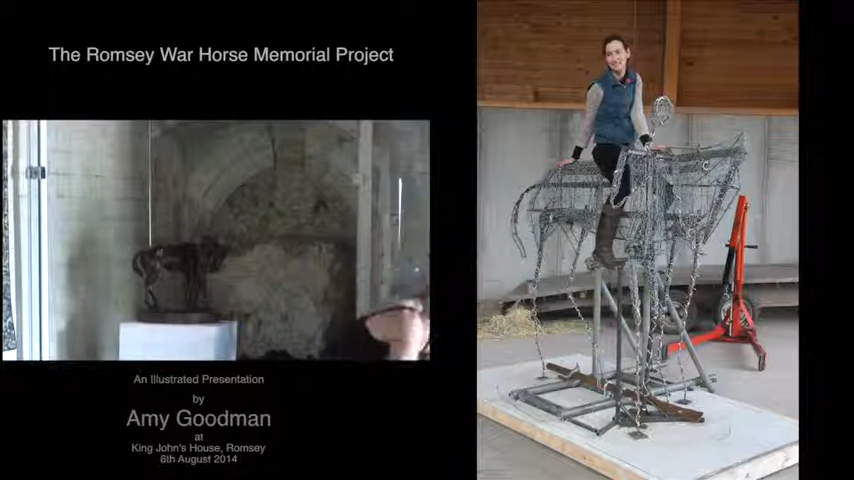 The Romsey War Horse Memorial Project
An Illustrated Presentation
by
Amy Goodman
at
King John's House, Romsey
6th August 2014